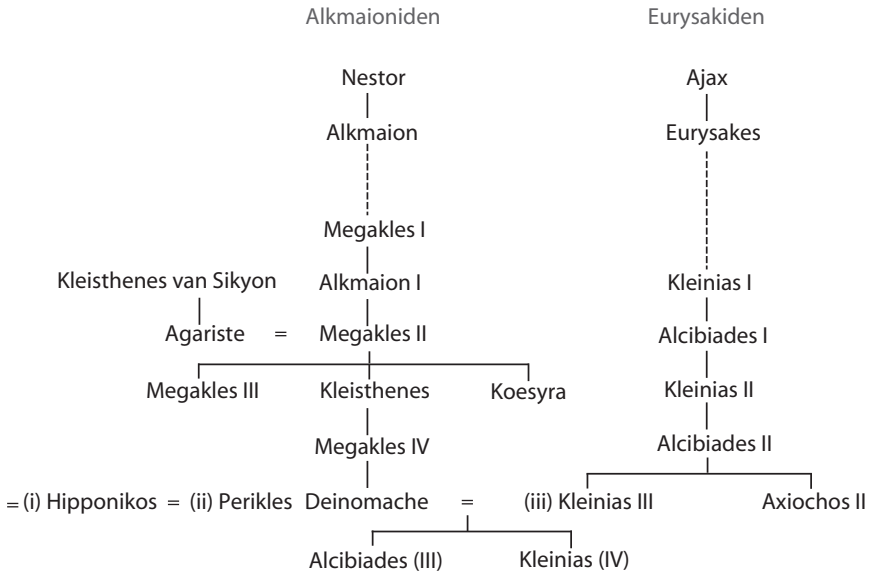 Alkmaioniden Eurysakiden
Nestor Ajax
Alkmaion Eurysakes
Megakles I
Kleisthenes van Sikyon Alkmaion I Kleinias I
Agariste = Megakles II Alcibiades I
Megakles III Kleisthenes Koesyra Kleinias II
Megakles IV Alcibiades II
= (i) Hipponikos = (ii) Perikles Deinomache = (iii) Kleinias III Axiochos II
Alcibiades (III) Kleinias (IV)